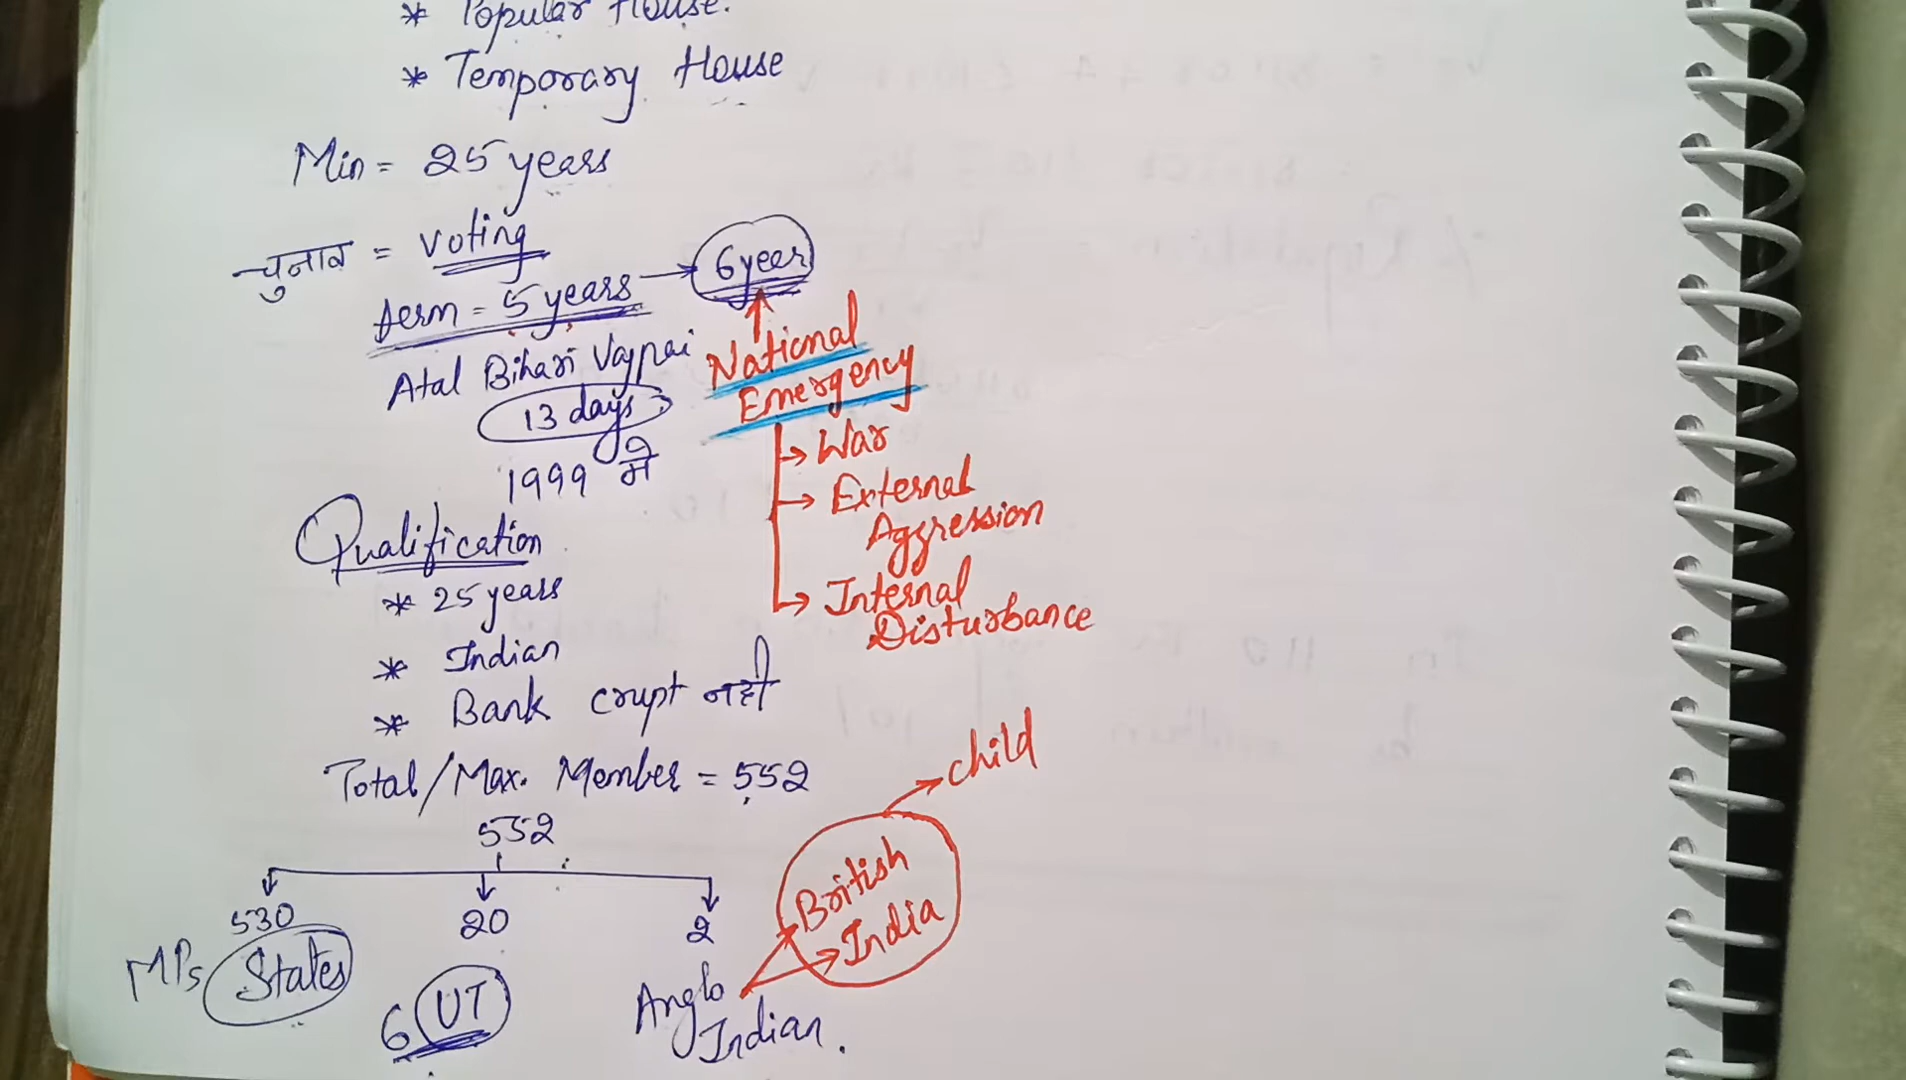 * Popular House.
* Temporary House
Min = 25 years
चुनाव = Voting
term = 5 years → 6 year
Atal Bihari Vajpai
13 days
1999 में
National
Emergency
→ War
→ External
Aggression
→ Internal
Disturbance
Qualification
* 25 years
* Indian
* Bank crupt नही
Total/Max. Member = 552
552
530 20 2
MPs States
6 UT
Anglo
Indian.
British
India
child